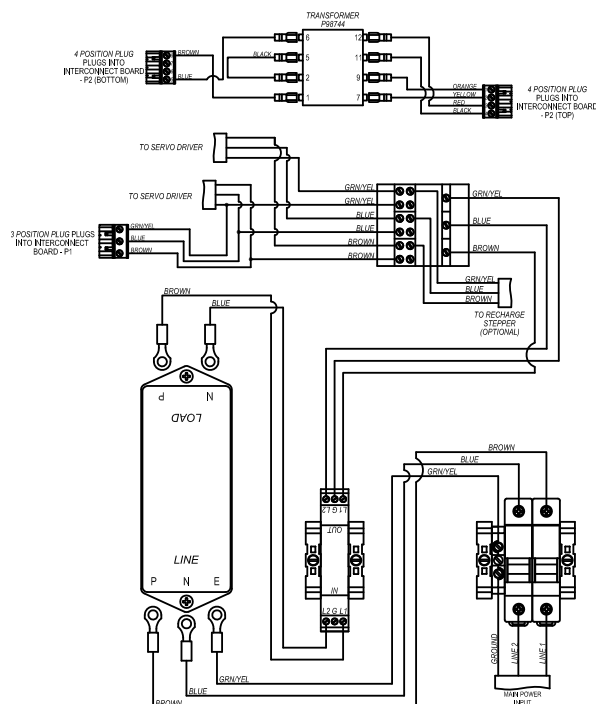 TRANSFORMER
P98744
4 POSITION PLUG
PLUGS INTO
INTERCONNECT BOARD
- P2 (BOTTOM)
BROWN
BLUE
BLACK
6
5
2
1
12
11
9
7
ORANGE
YELLOW
RED
BLACK
4 POSITION PLUG
PLUGS INTO
INTERCONNECT BOARD
- P2 (TOP)
TO SERVO DRIVER
TO SERVO DRIVER
3 POSITION PLUG PLUGS
INTO INTERCONNECT
BOARD - P1
GRN/YEL
BLUE
BROWN
GRN/YEL
GRN/YEL
BLUE
BLUE
BROWN
BROWN
GRN/YEL
BLUE
BROWN
GRN/YEL
BLUE
BROWN
TO RECHARGE
STEPPER
(OPTIONAL)
BROWN
BLUE
P
N
LOAD
LINE
P N E
L1 G L2
OUT
IN
L2 G L1
BROWN
BLUE
GRN/YEL
GROUND
LINE 2
LINE 1
MAIN POWER
INPUT
GRN/YEL
BLUE
BROWN